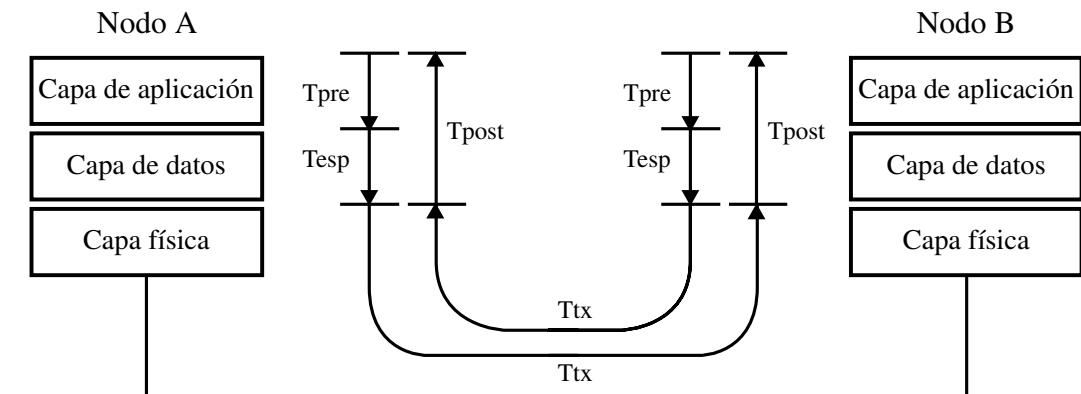 Nodo A
Nodo B
Capa de aplicación
Tpre
Tpre
Capa de aplicación
Tpost
Tpost
Capa de datos
Tesp
Tesp
Capa de datos
Capa física
Capa física
Ttx
Ttx